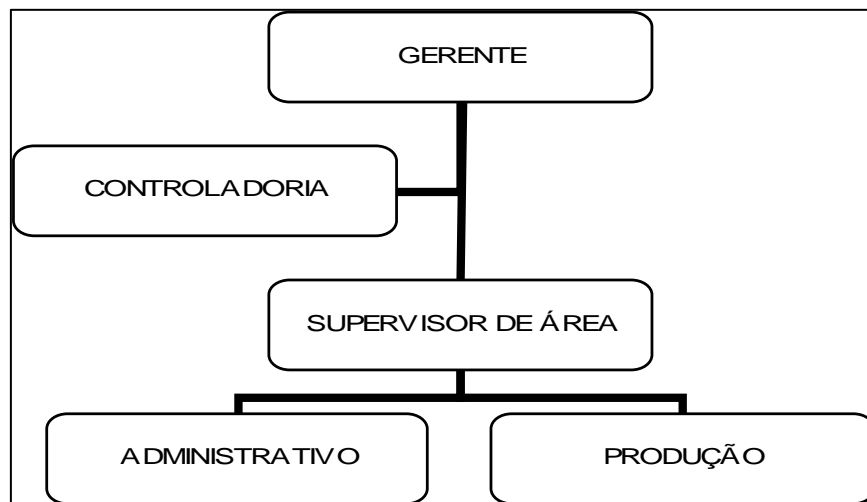 GERENTE
CONTROLADORIA
SUPERVISOR DE ÁREA
ADMINISTRATIVO
PRODUÇÃO